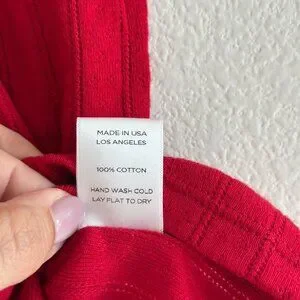 MADE IN USA
LOS ANGELES
100% COTTON
HAND WASH COLD
LAY FLAT TO DRY